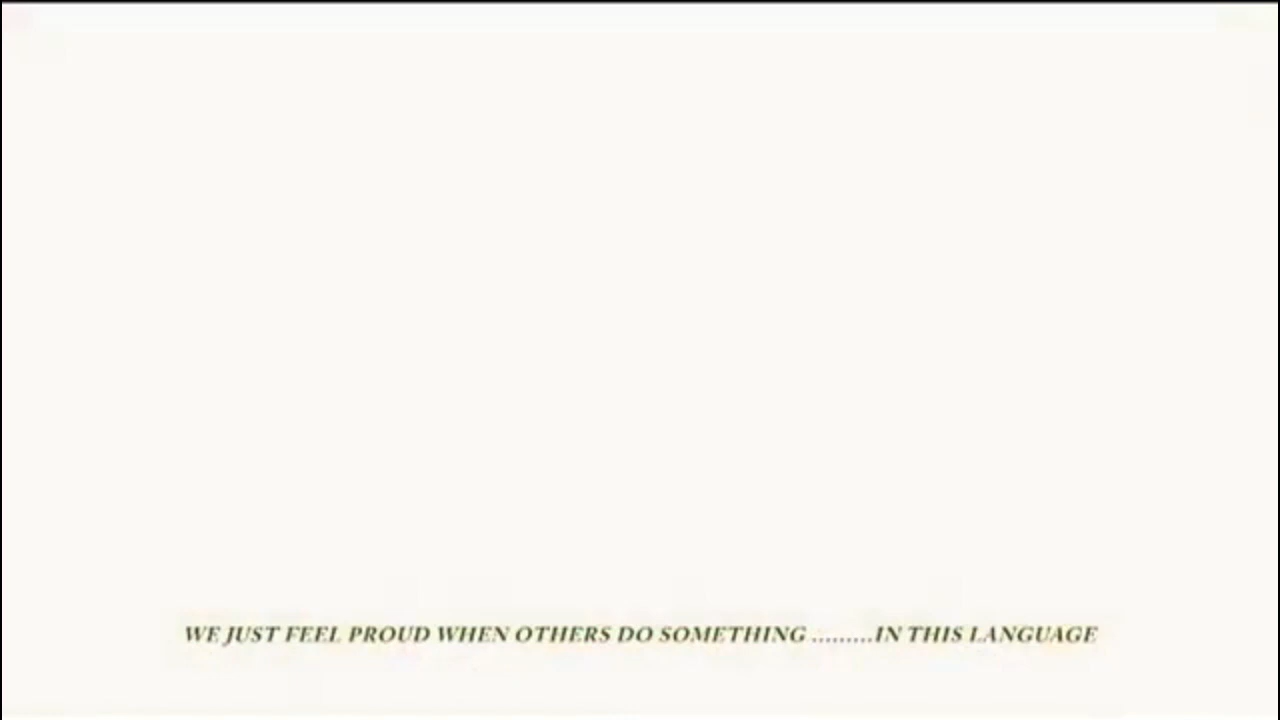 WE JUST FEEL PROUD WHEN OTHERS DO SOMETHING .........IN THIS LANGUAGE